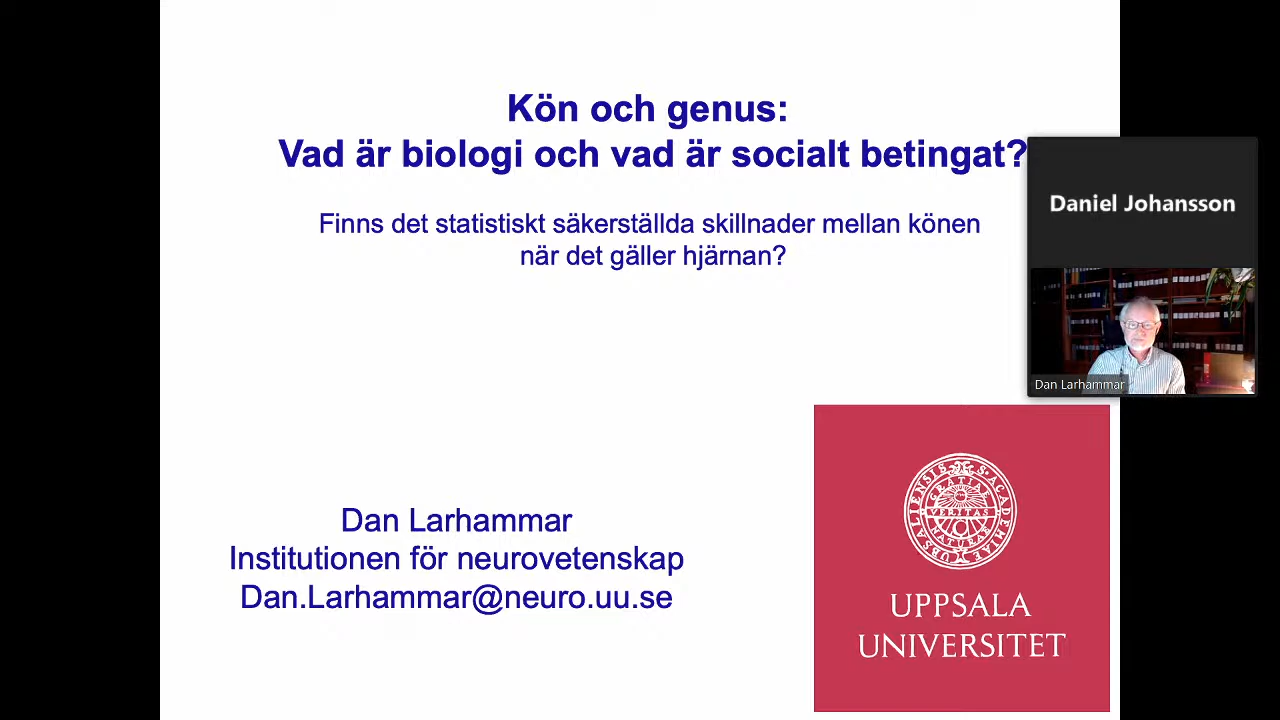 Kön och genus:
Vad är biologi och vad är socialt betingat?
Finns det statistiskt säkerställda skillnader mellan könen
när det gäller hjärnan?
Daniel Johansson
Dan Larhammar
Dan Larhammar
Institutionen för neurovetenskap
Dan.Larhammar@neuro.uu.se
UPPSALA
UNIVERSITET